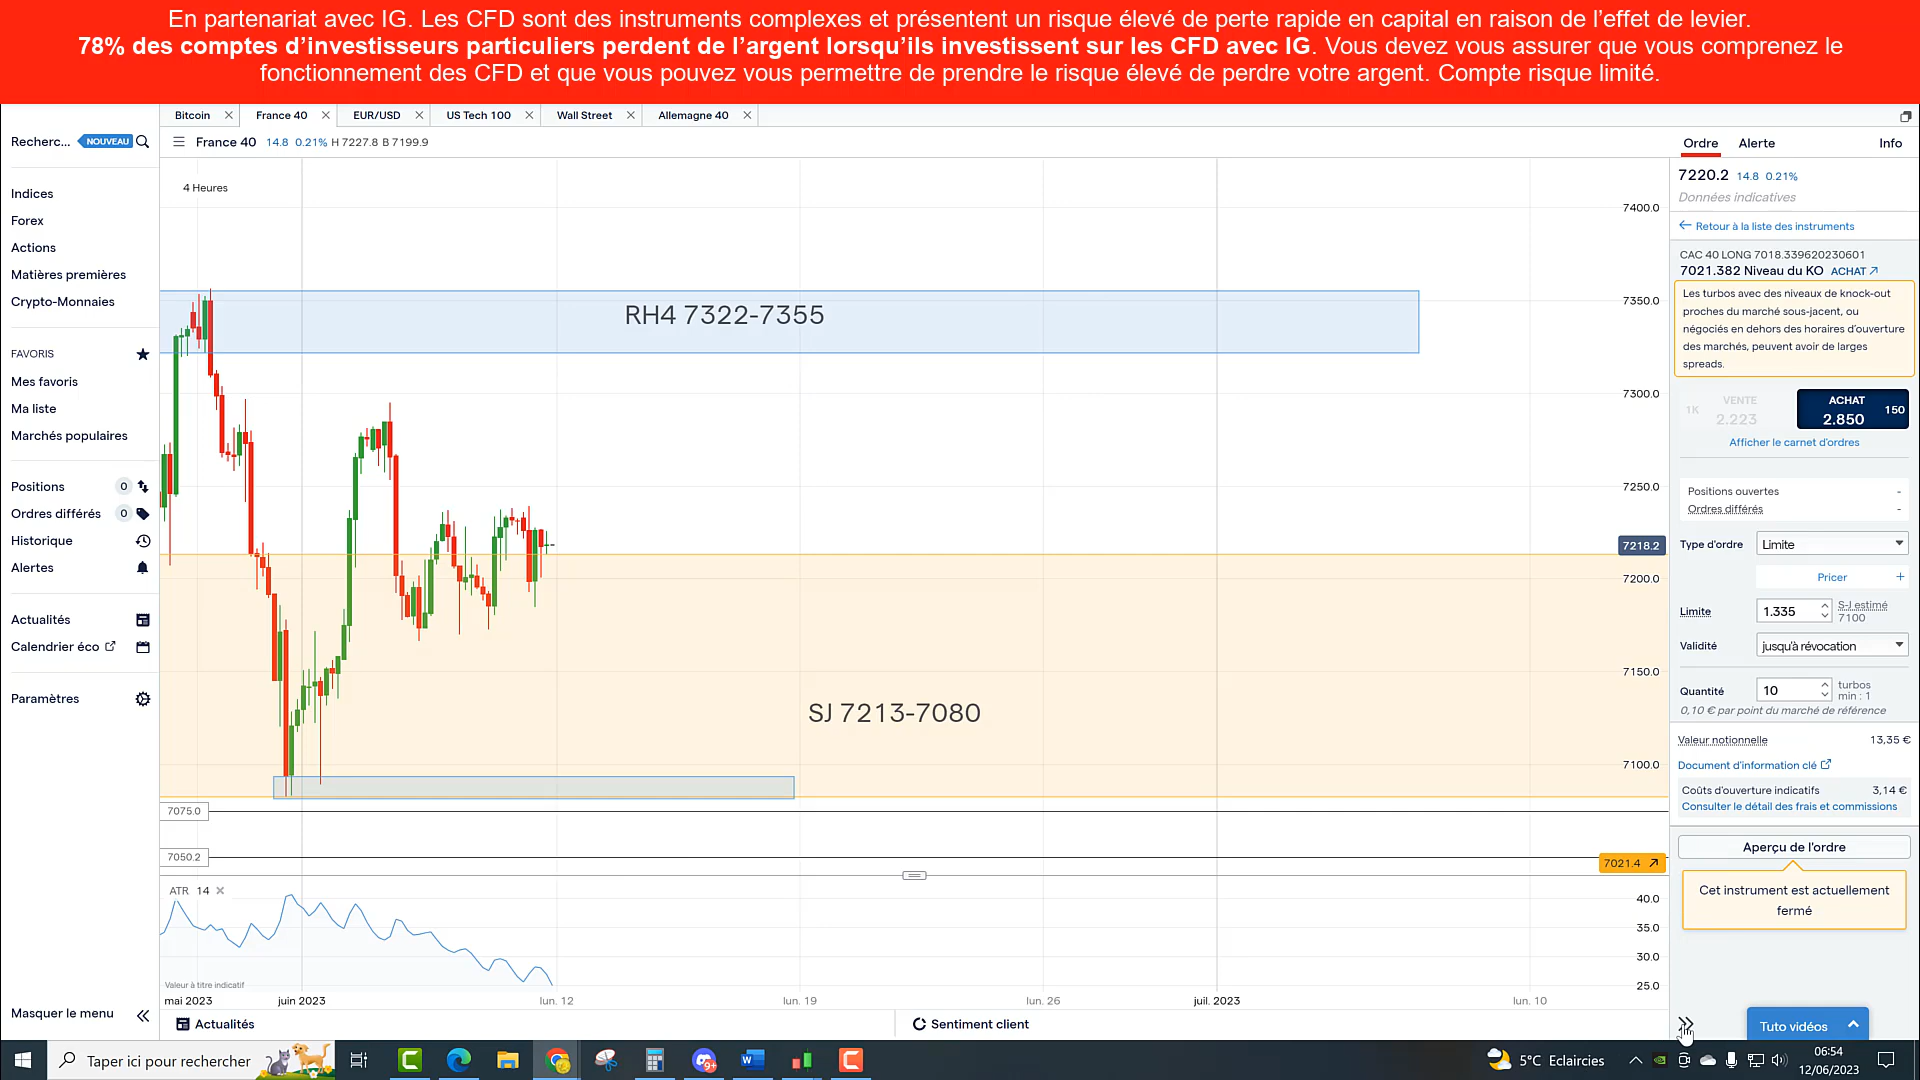 En partenariat avec IG. Les CFD sont des instruments complexes et présentent un risque élevé de perte rapide en capital en raison de l'effet de levier.
78% des comptes d'investisseurs particuliers perdent de l'argent lorsqu'ils investissent sur les CFD avec IG. Vous devez vous assurer que vous comprenez le
fonctionnement des CFD et que vous pouvez vous permettre de prendre le risque élevé de perdre votre argent. Compte risque limité.
Bitcoin
France 40
EUR/USD
US Tech 100
Wall Street
Allemagne 40
Recherc... NOUVEAU
France 40 14.8 0.21% H 7227.8 B 7199.9
4 Heures
Indices
Forex
Actions
Matières premières
Crypto-Monnaies
FAVORIS
Mes favoris
Ma liste
Marchés populaires
Positions 0
Ordres différés 0
Historique
Alertes
Actualités
Calendrier éco
Paramètres
Masquer le menu
RH4 7322-7355
SJ 7213-7080
7400.0
7350.0
7300.0
7250.0
7218.2
7200.0
7150.0
7100.0
7075.0
7050.2
7021.4
ATR 14
40.0
35.0
30.0
25.0
Valeur à titre indicatif
mai 2023
juin 2023
lun. 12
lun. 19
lun. 26
juil. 2023
lun. 10
Actualités
Sentiment client
Ordre
Alerte
Info
7220.2 14.8 0.21%
Données indicatives
Retour à la liste des instruments
CAC 40 LONG 7018.339620230601
7021.382 Niveau du KO ACHAT
Les turbos avec des niveaux de knock-out
proches du marché sous-jacent, ou
négociés en dehors des horaires d'ouverture
des marchés, peuvent avoir de larges
spreads.
1K VENTE 2.223
ACHAT 2.850 150
Afficher le carnet d'ordres
Positions ouvertes -
Ordres différés -
Type d'ordre Limite
Pricer +
Limite 1.335 S-J estimé
7100
Validité jusqu'à révocation
Quantité 10 turbos
min : 1
0,10 € par point du marché de référence
Valeur notionnelle 13,35 €
Document d'information clé
Coûts d'ouverture indicatifs 3,14 €
Consulter le détail des frais et commissions
Aperçu de l'ordre
Cet instrument est actuellement
fermé
Tuto vidéos
Taper ici pour rechercher
9+
5°C Eclaircies
06:54
12/06/2023